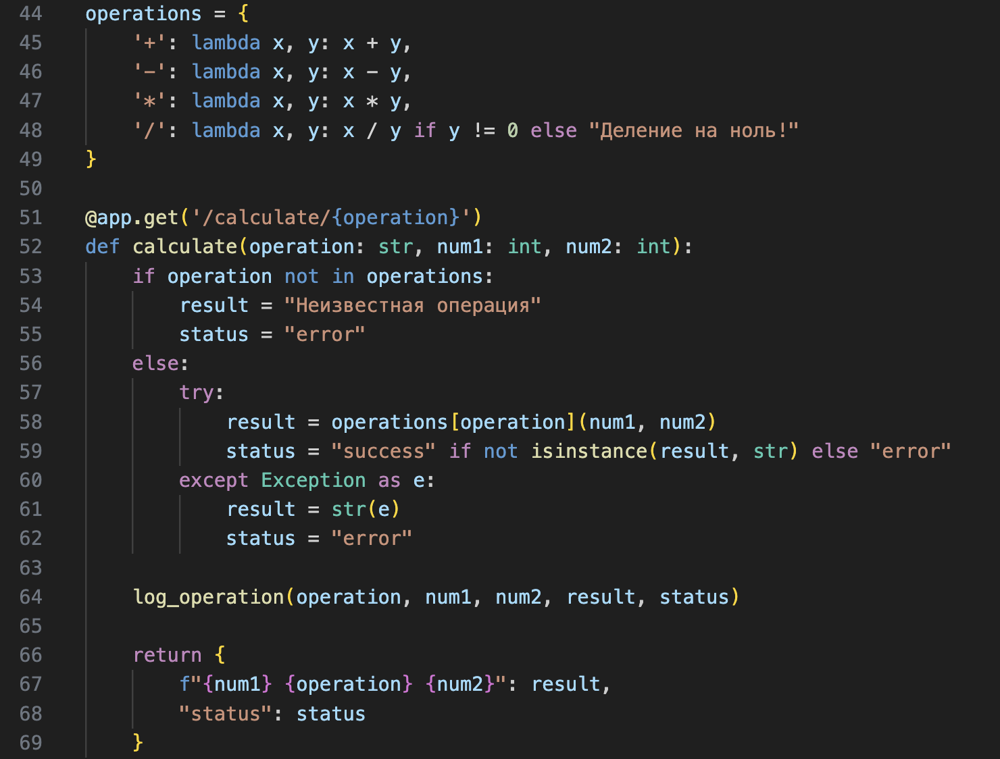 44 operations = {
45     '+': lambda x, y: x + y,
46     '-': lambda x, y: x - y,
47     '*': lambda x, y: x * y,
48     '/': lambda x, y: x / y if y != 0 else "Деление на ноль!"
49 }
50
51 @app.get('/calculate/{operation}')
52 def calculate(operation: str, num1: int, num2: int):
53     if operation not in operations:
54         result = "Неизвестная операция"
55         status = "error"
56     else:
57         try:
58             result = operations[operation](num1, num2)
59             status = "success" if not isinstance(result, str) else "error"
60         except Exception as e:
61             result = str(e)
62             status = "error"
63
64     log_operation(operation, num1, num2, result, status)
65
66     return {
67         f"{num1} {operation} {num2}": result,
68         "status": status
69     }